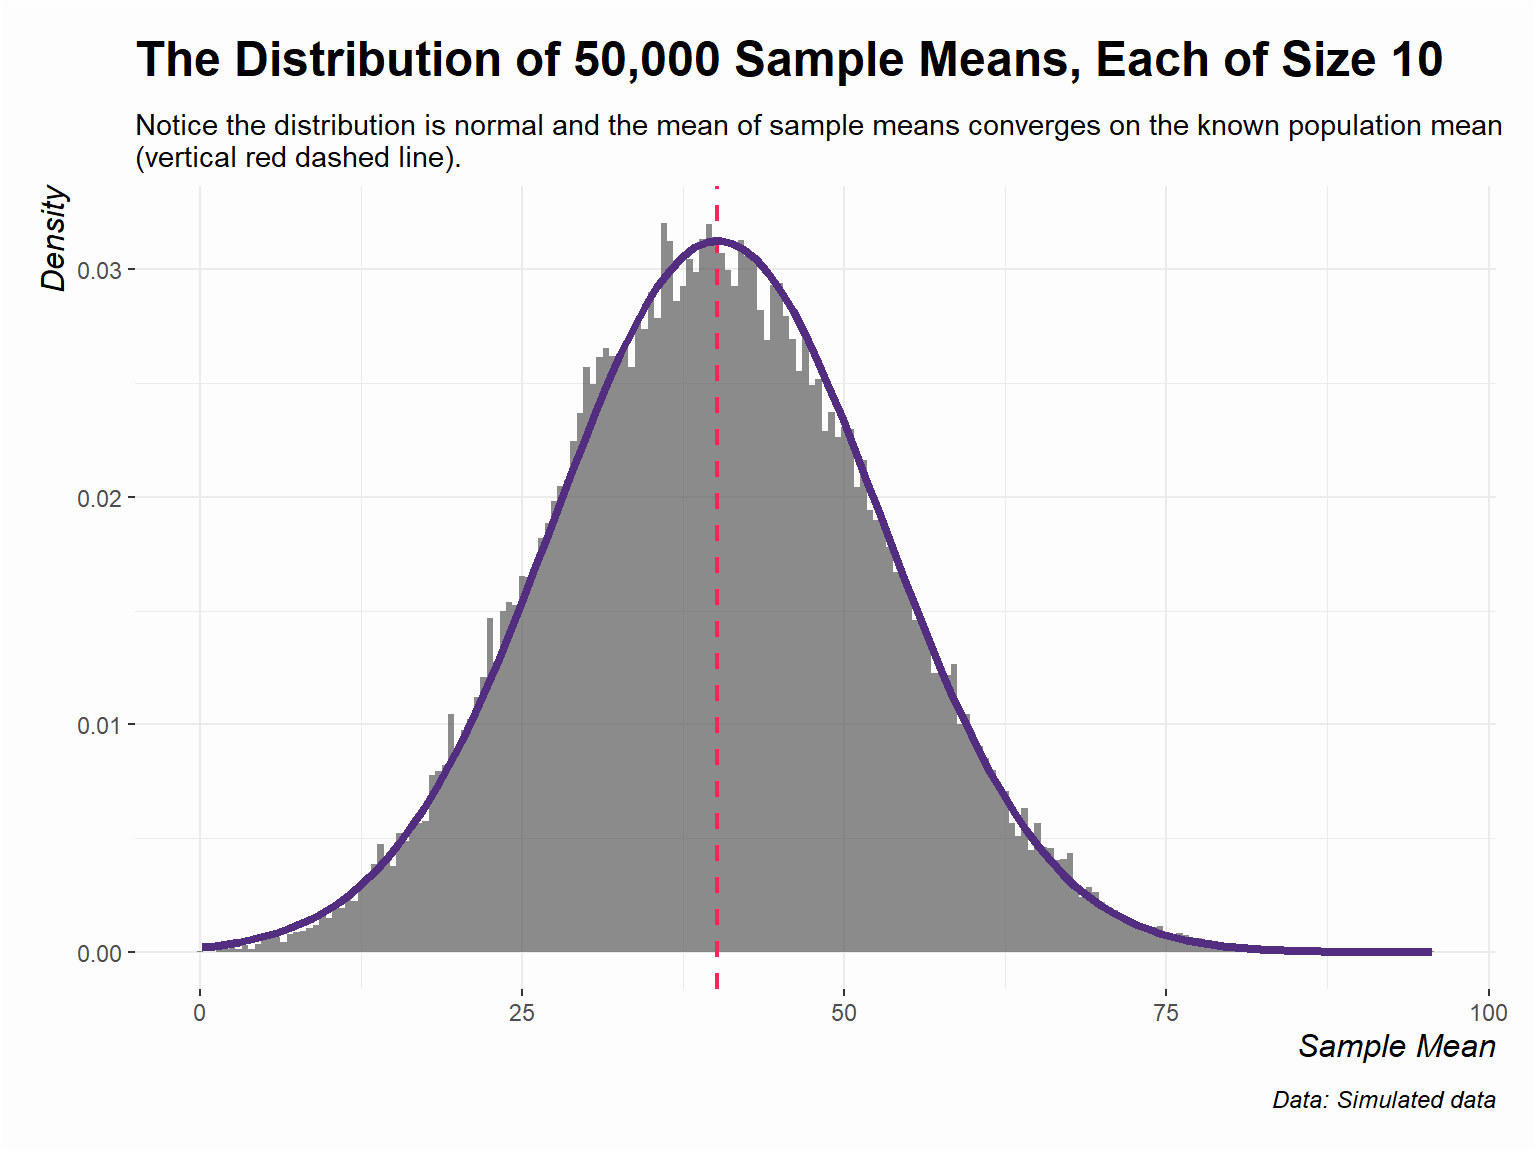 The Distribution of 50,000 Sample Means, Each of Size 10
Notice the distribution is normal and the mean of sample means converges on the known population mean
(vertical red dashed line).
Density
0.03
0.02
0.01
0.00
0 25 50 75 100
Sample Mean
Data: Simulated data